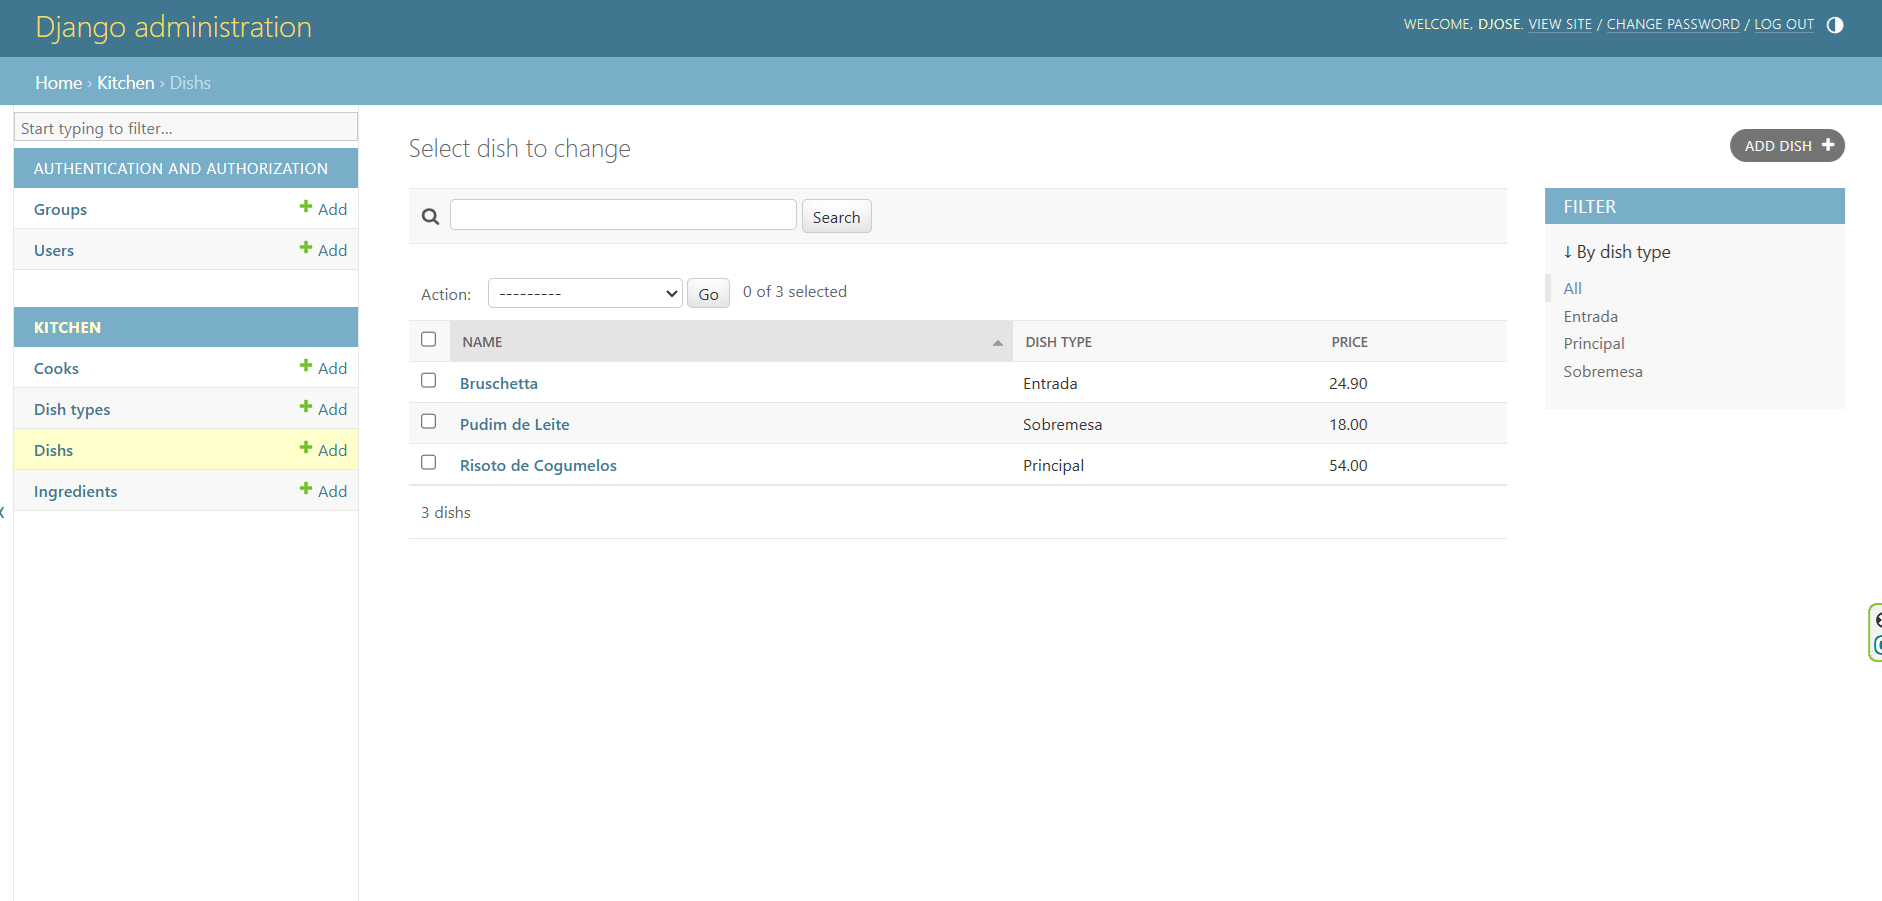 Django administration
WELCOME, DJOSE. VIEW SITE / CHANGE PASSWORD / LOG OUT
Home › Kitchen › Dishs
Start typing to filter...
AUTHENTICATION AND AUTHORIZATION
Groups Add
Users Add
KITCHEN
Cooks Add
Dish types Add
Dishs Add
Ingredients Add
Select dish to change
ADD DISH
Search
Action: --------- Go 0 of 3 selected
NAME DISH TYPE PRICE
Bruschetta Entrada 24.90
Pudim de Leite Sobremesa 18.00
Risoto de Cogumelos Principal 54.00
3 dishs
FILTER
↓ By dish type
All
Entrada
Principal
Sobremesa